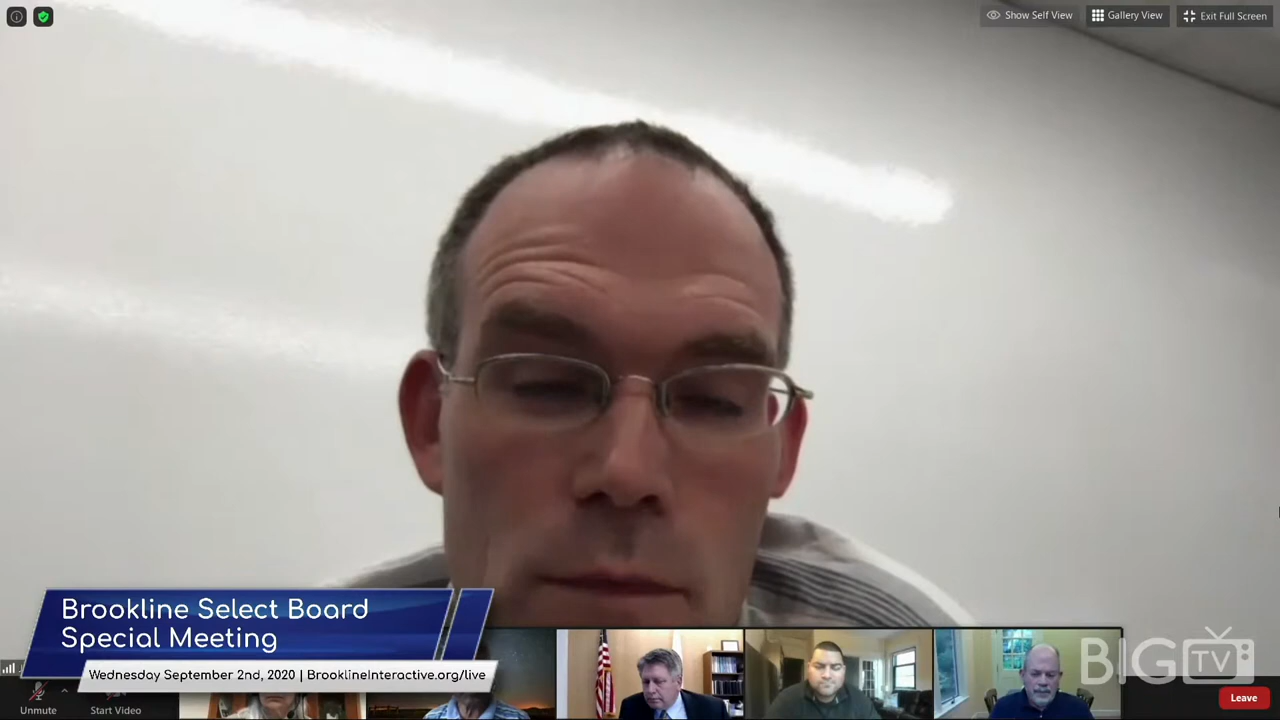 Show Self View
Gallery View
Exit Full Screen
Brookline Select Board
Special Meeting
Wednesday September 2nd, 2020 | BrooklineInteractive.org/live
BIG TV
Unmute
Start Video
Leave